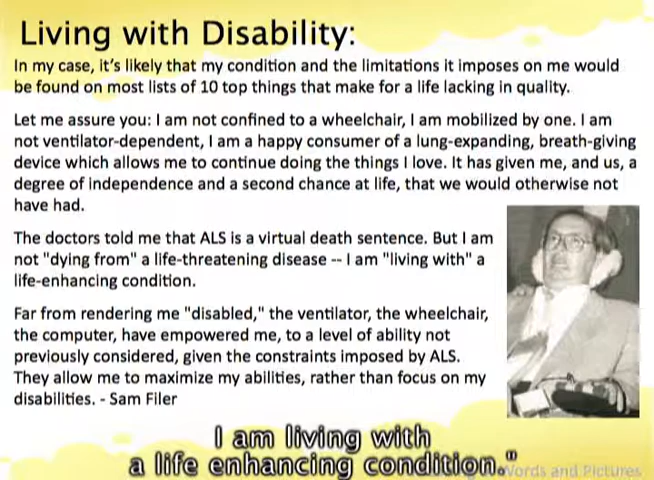 Living with Disability:
In my case, it's likely that my condition and the limitations it imposes on me would
be found on most lists of 10 top things that make for a life lacking in quality.
Let me assure you: I am not confined to a wheelchair, I am mobilized by one. I am
not ventilator-dependent, I am a happy consumer of a lung-expanding, breath-giving
device which allows me to continue doing the things I love. It has given me, and us, a
degree of independence and a second chance at life, that we would otherwise not
have had.
The doctors told me that ALS is a virtual death sentence. But I am
not "dying from" a life-threatening disease -- I am "living with" a
life-enhancing condition.
Far from rendering me "disabled," the ventilator, the wheelchair,
the computer, have empowered me, to a level of ability not
previously considered, given the constraints imposed by ALS.
They allow me to maximize my abilities, rather than focus on my
disabilities. - Sam Filer
I am living with
a life enhancing condition."
Words and Pictures